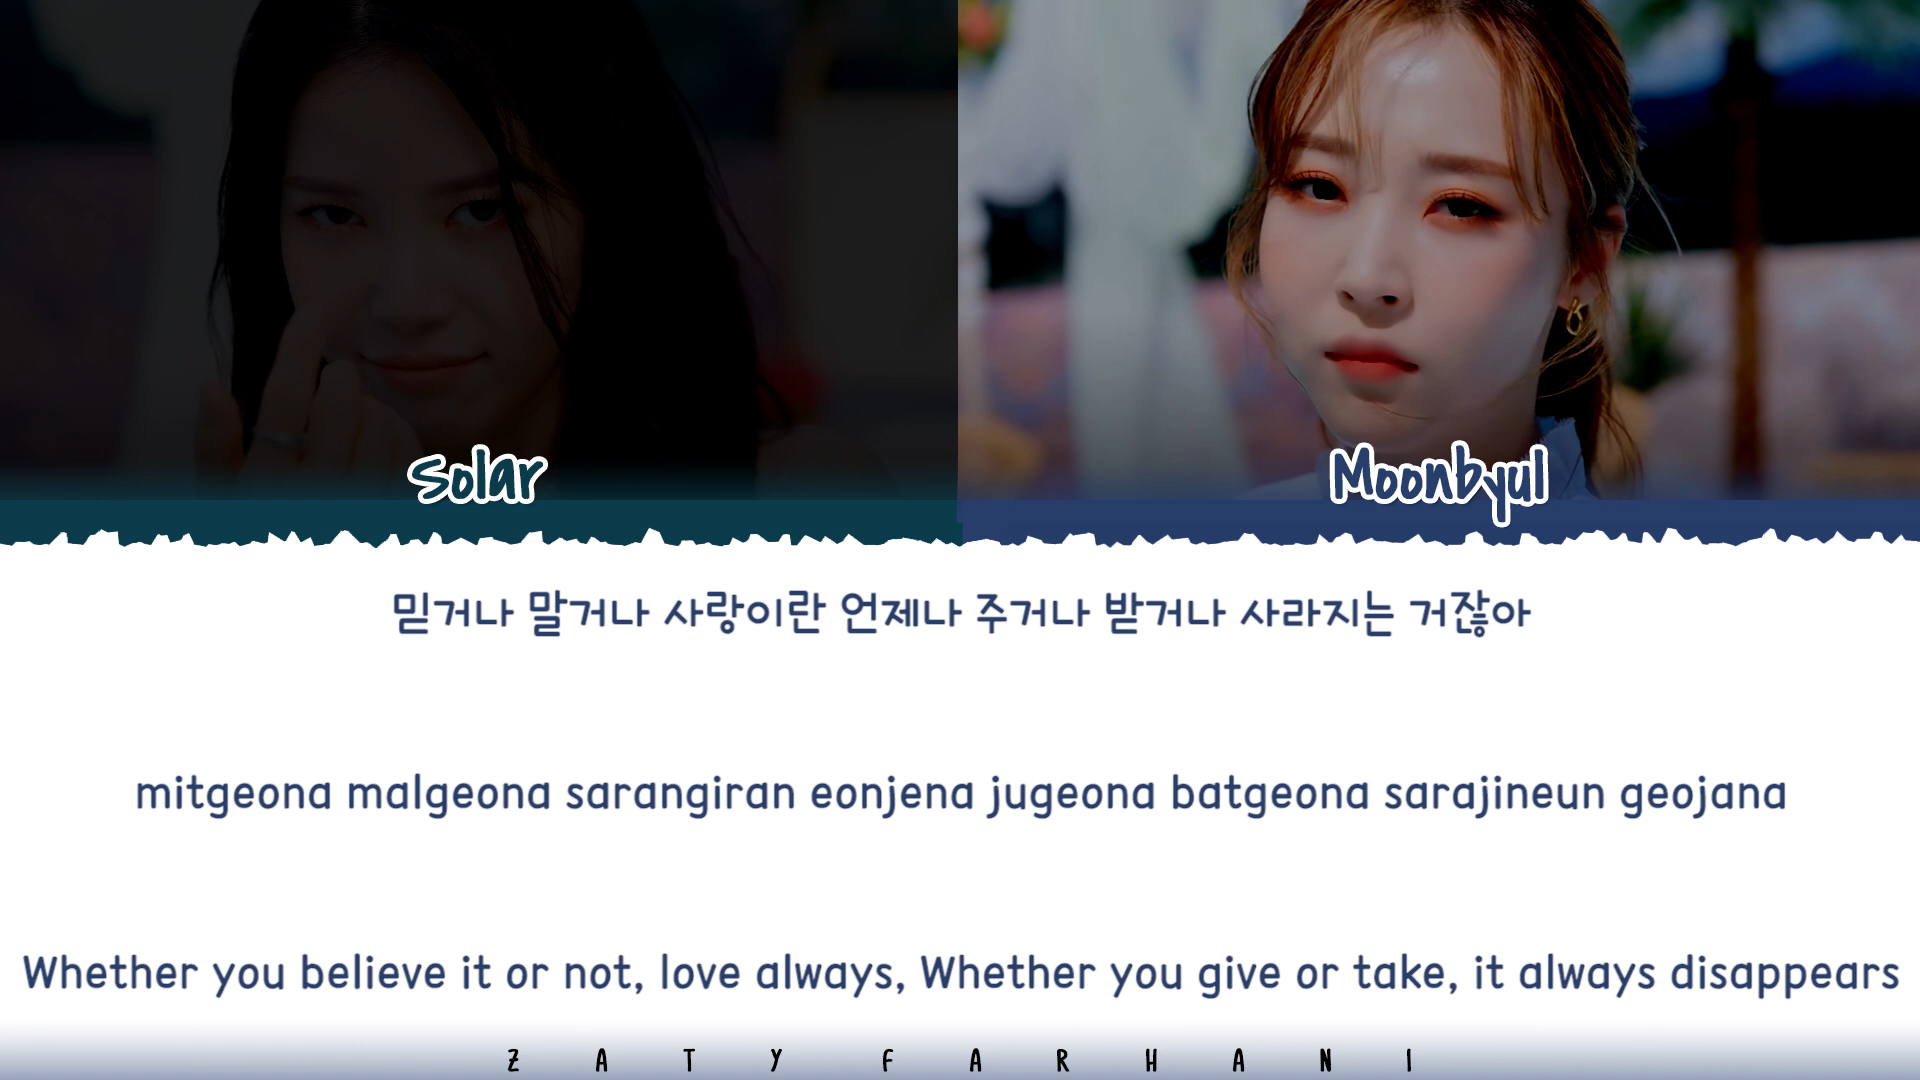 Solar
Moonbyul
믿거나 말거나 사랑이란 언제나 주거나 받거나 사라지는 거잖아
mitgeona malgeona sarangiran eonjena jugeona batgeona sarajineun geojana
Whether you believe it or not, love always, Whether you give or take, it always disappears
ZATY FARHANI